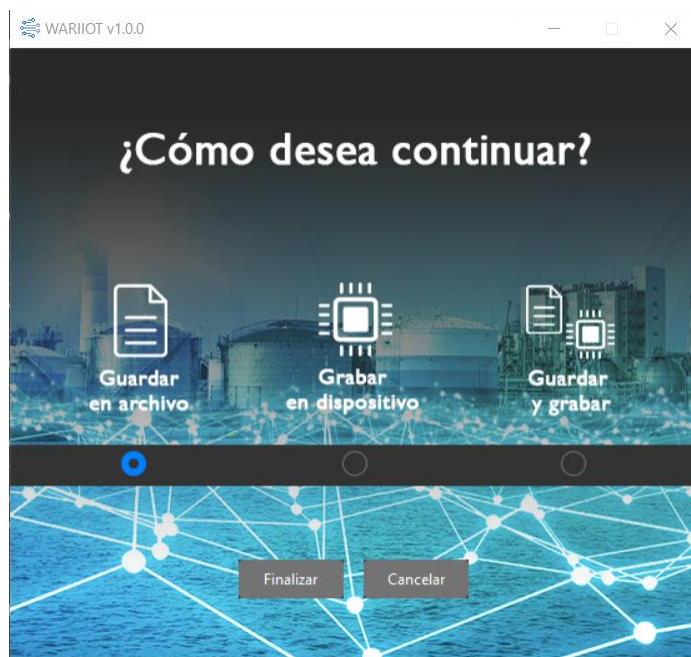 WARIIOT v1.0.0
¿Cómo desea continuar?
Guardar
en archivo
Grabar
en dispositivo
Guardar
y grabar
Finalizar
Cancelar